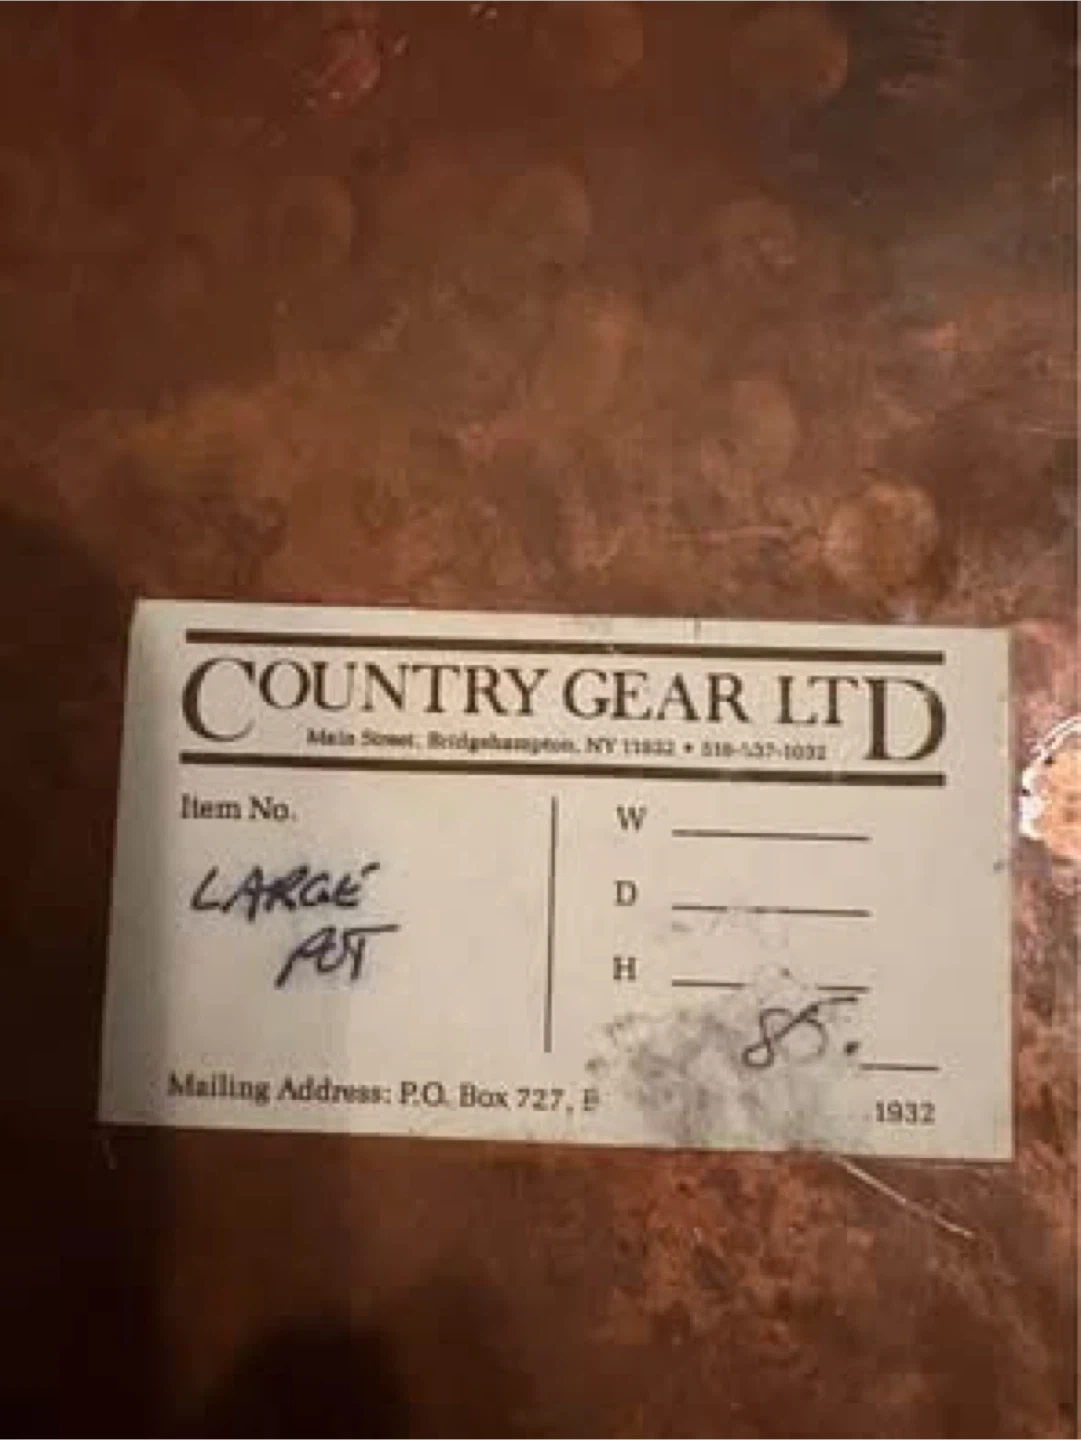 COUNTRY GEAR LTD
Main Street, Bridgehampton, NY 11932 • 516-537-1032
Item No.
LARGE
POT
W
D
H
85.
Mailing Address: P.O. Box 727, B
1932